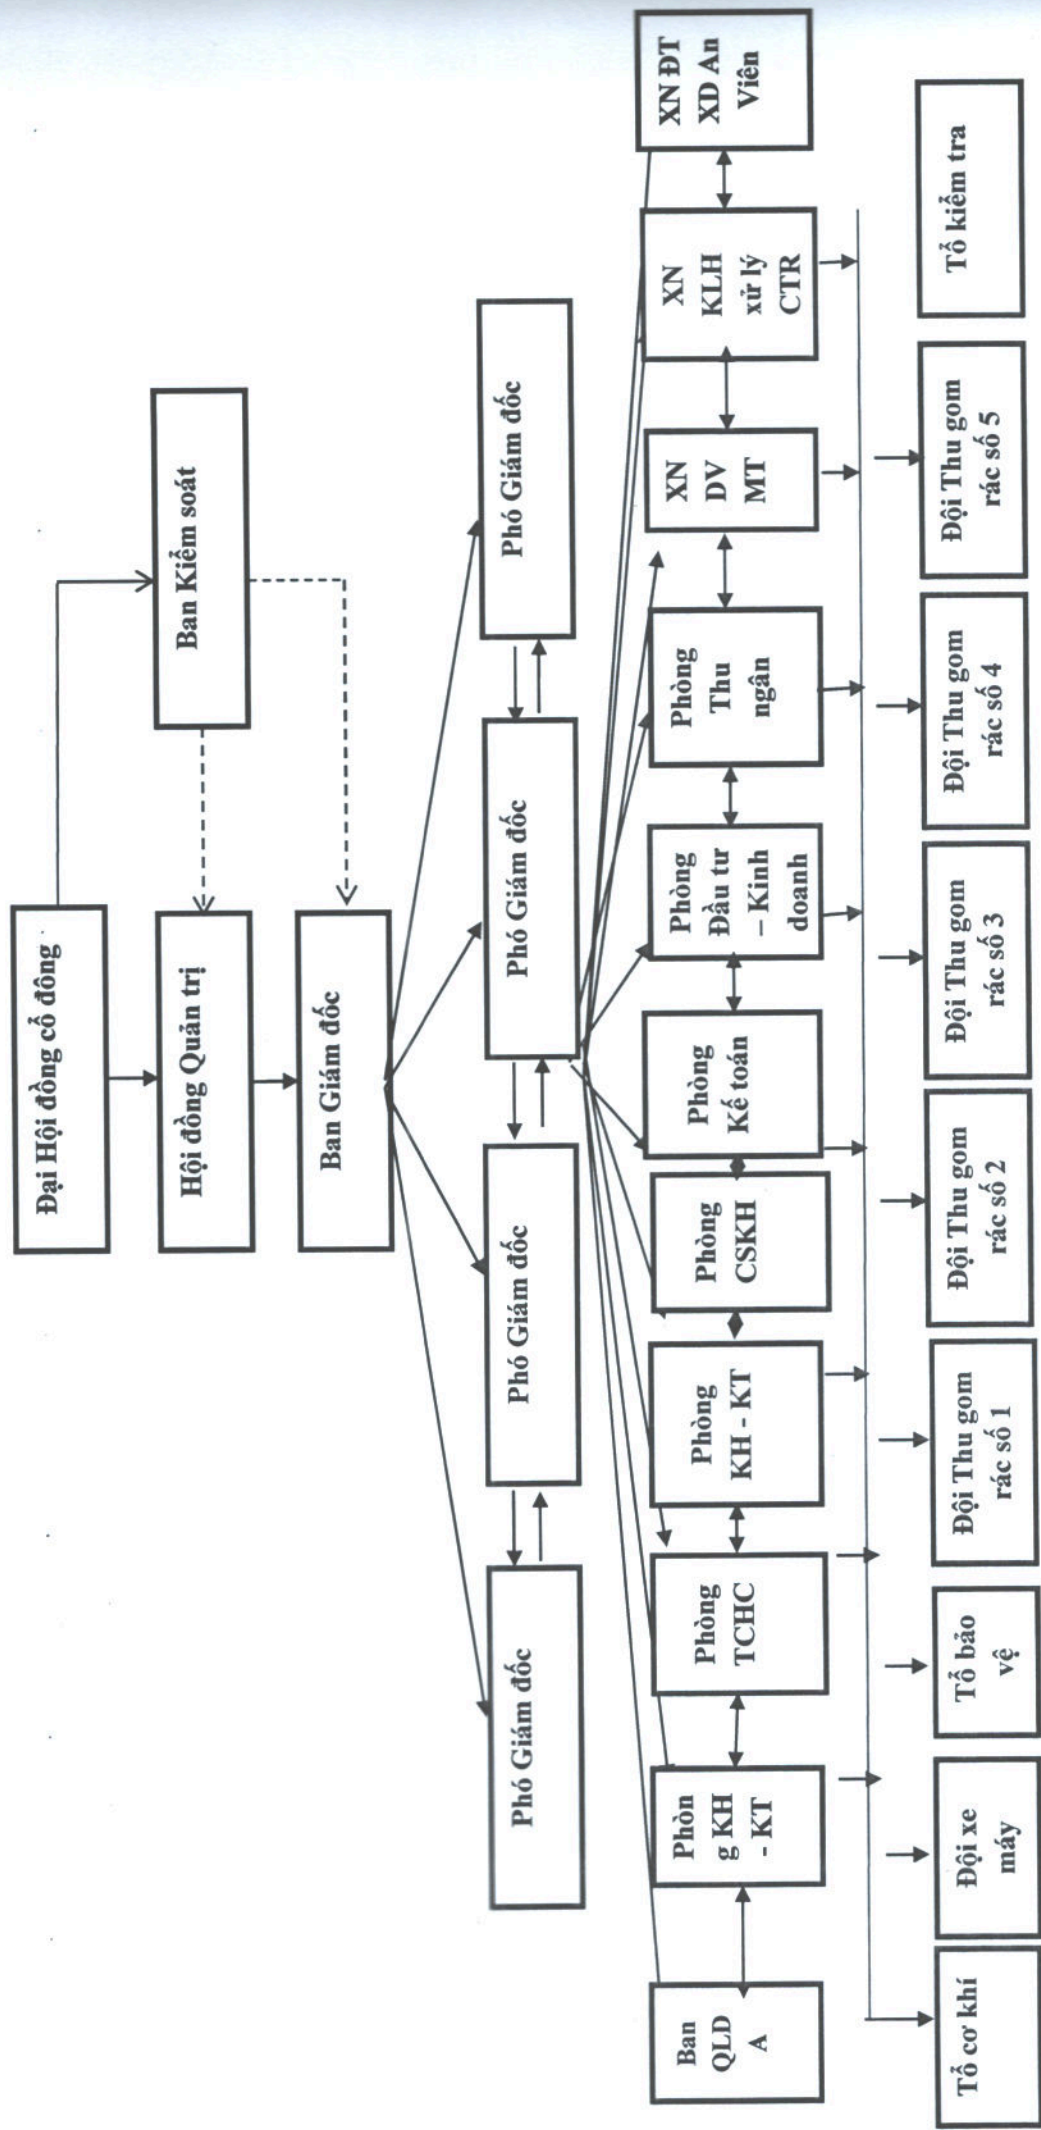 Đại Hội đồng cổ đông
Ban Kiểm soát
Hội đồng Quản trị
Ban Giám đốc
Phó Giám đốc
Phó Giám đốc
Phó Giám đốc
Phó Giám đốc
Ban
QLD
A
Phòn
g KH
- KT
Phòng
TCHC
Phòng
KH - KT
Phòng
CSKH
Phòng
Kế toán
Phòng
Đầu tư
– Kinh
doanh
Phòng
Thu
ngân
XN
DV
MT
XN
KLH
xử lý
CTR
XN ĐT
XD An
Viên
Tổ cơ khí
Đội xe
máy
Tổ bảo
vệ
Đội Thu gom
rác số 1
Đội Thu gom
rác số 2
Đội Thu gom
rác số 3
Đội Thu gom
rác số 4
Đội Thu gom
rác số 5
Tổ kiểm tra